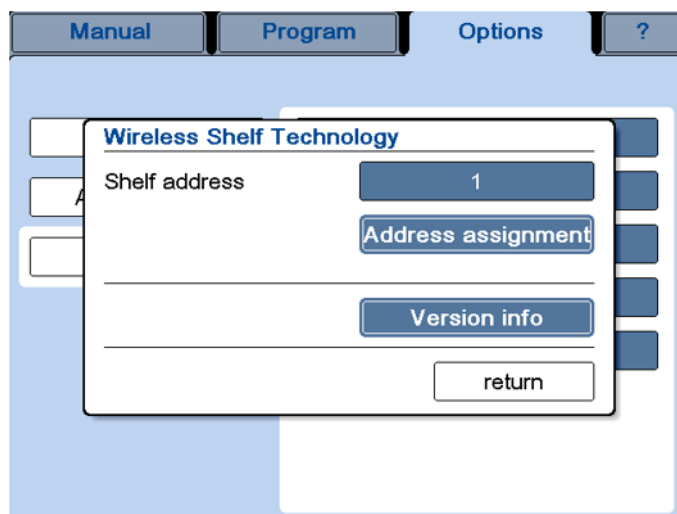 Manual Program Options ?
Wireless Shelf Technology
Shelf address 1
Address assignment
Version info
return